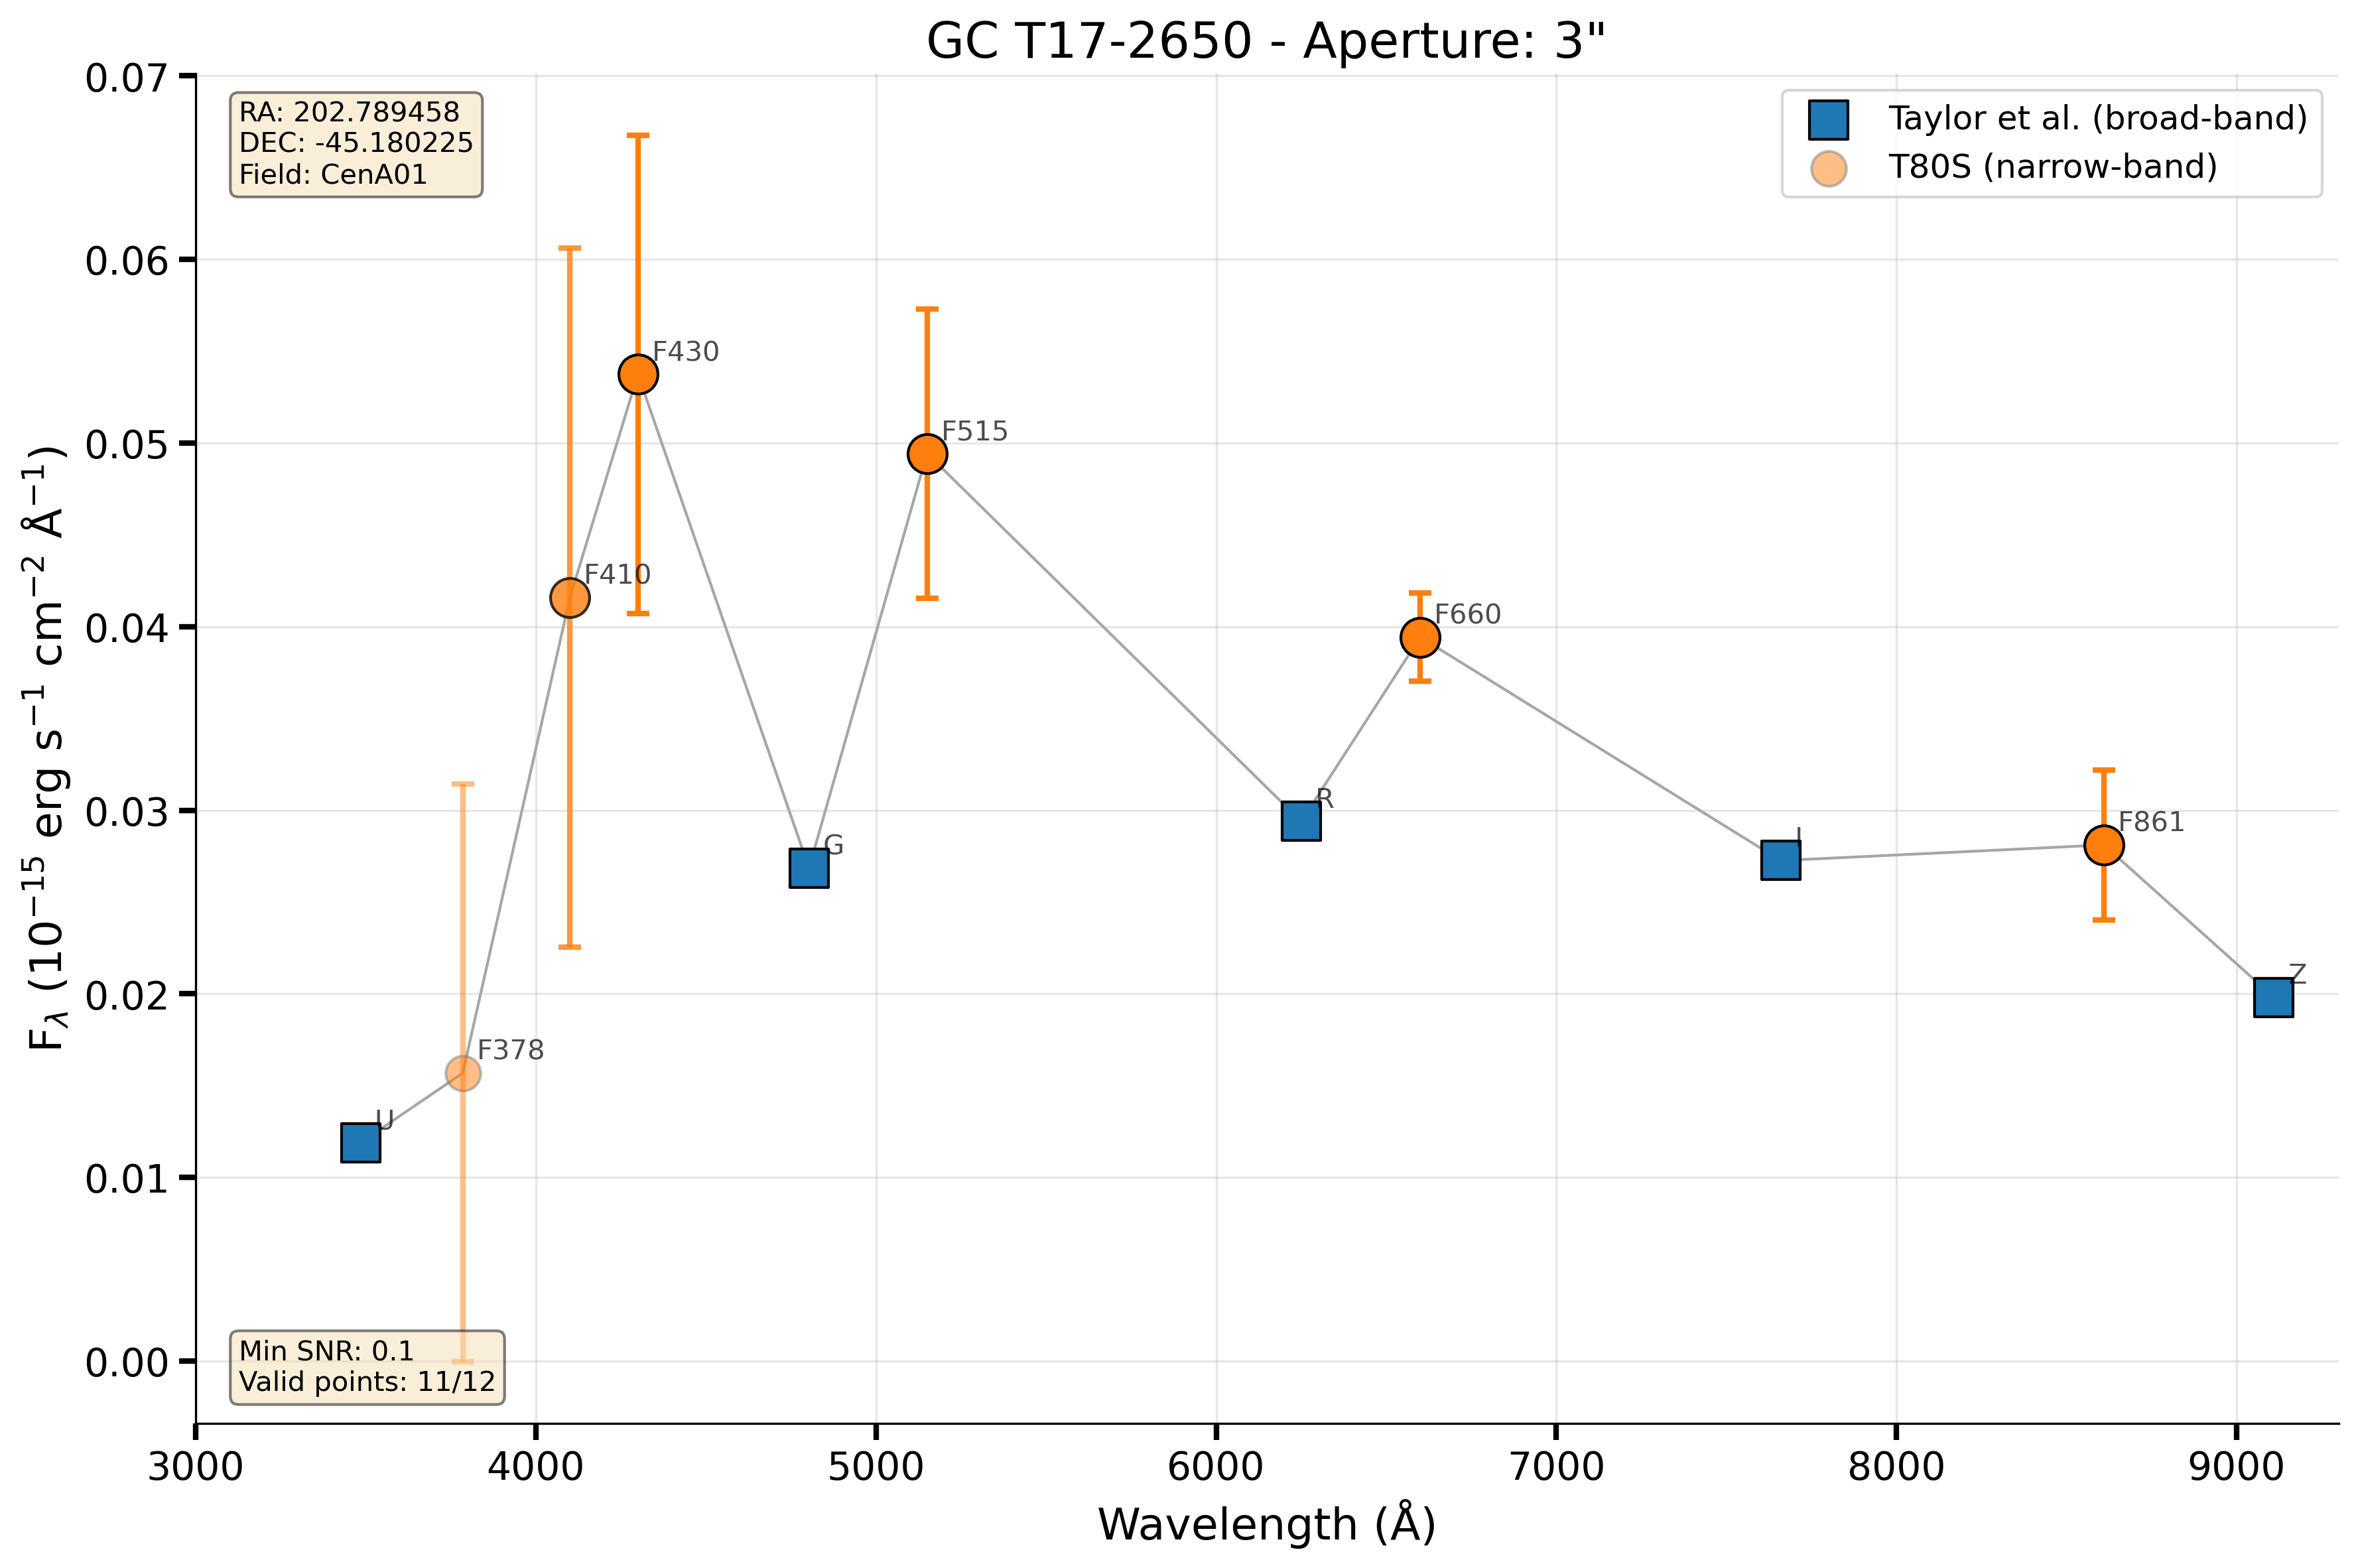 GC T17-2650 - Aperture: 3"
RA: 202.789458
DEC: -45.180225
Field: CenA01
Taylor et al. (broad-band)
T80S (narrow-band)
0.07
0.06
0.05
0.04
0.03
0.02
0.01
0.00
F_λ (10⁻¹⁵ erg s⁻¹ cm⁻² Å⁻¹)
U
F378
F410
F430
G
F515
R
F660
I
F861
Z
Min SNR: 0.1
Valid points: 11/12
3000 4000 5000 6000 7000 8000 9000
Wavelength (Å)